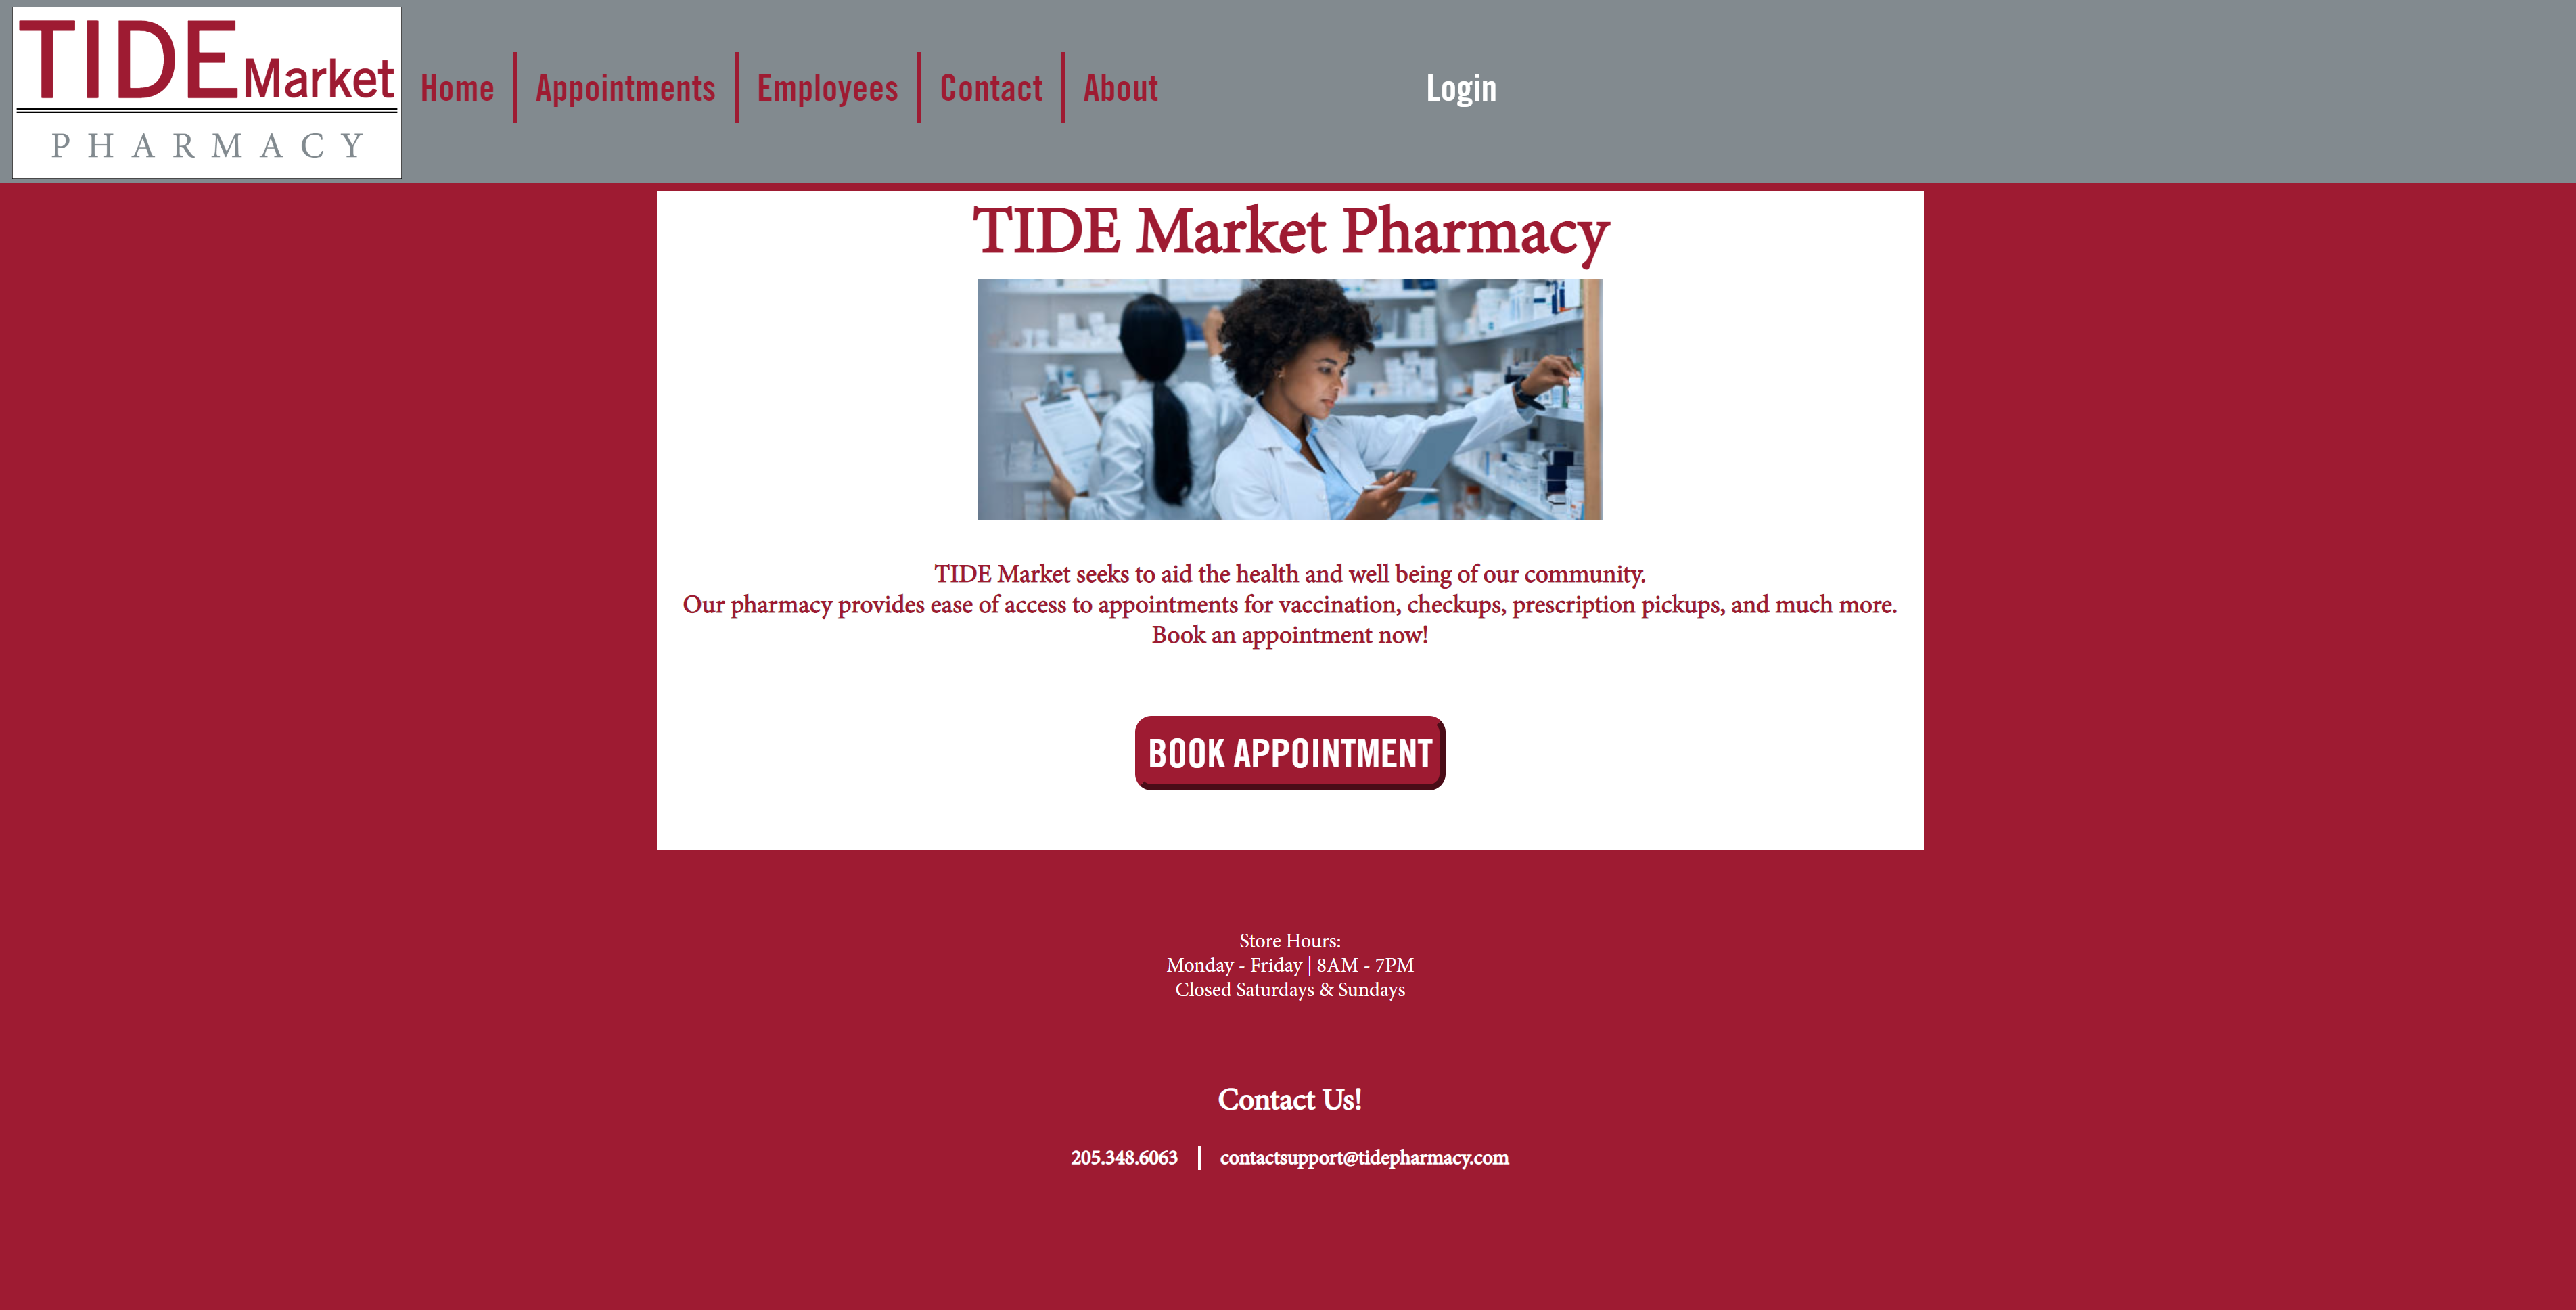 TIDE Market
PHARMACY
Home
Appointments
Employees
Contact
About
Login
TIDE Market Pharmacy
TIDE Market seeks to aid the health and well being of our community.
Our pharmacy provides ease of access to appointments for vaccination, checkups, prescription pickups, and much more.
Book an appointment now!
BOOK APPOINTMENT
Store Hours:
Monday - Friday | 8AM - 7PM
Closed Saturdays & Sundays
Contact Us!
205.348.6063 | contactsupport@tidepharmacy.com